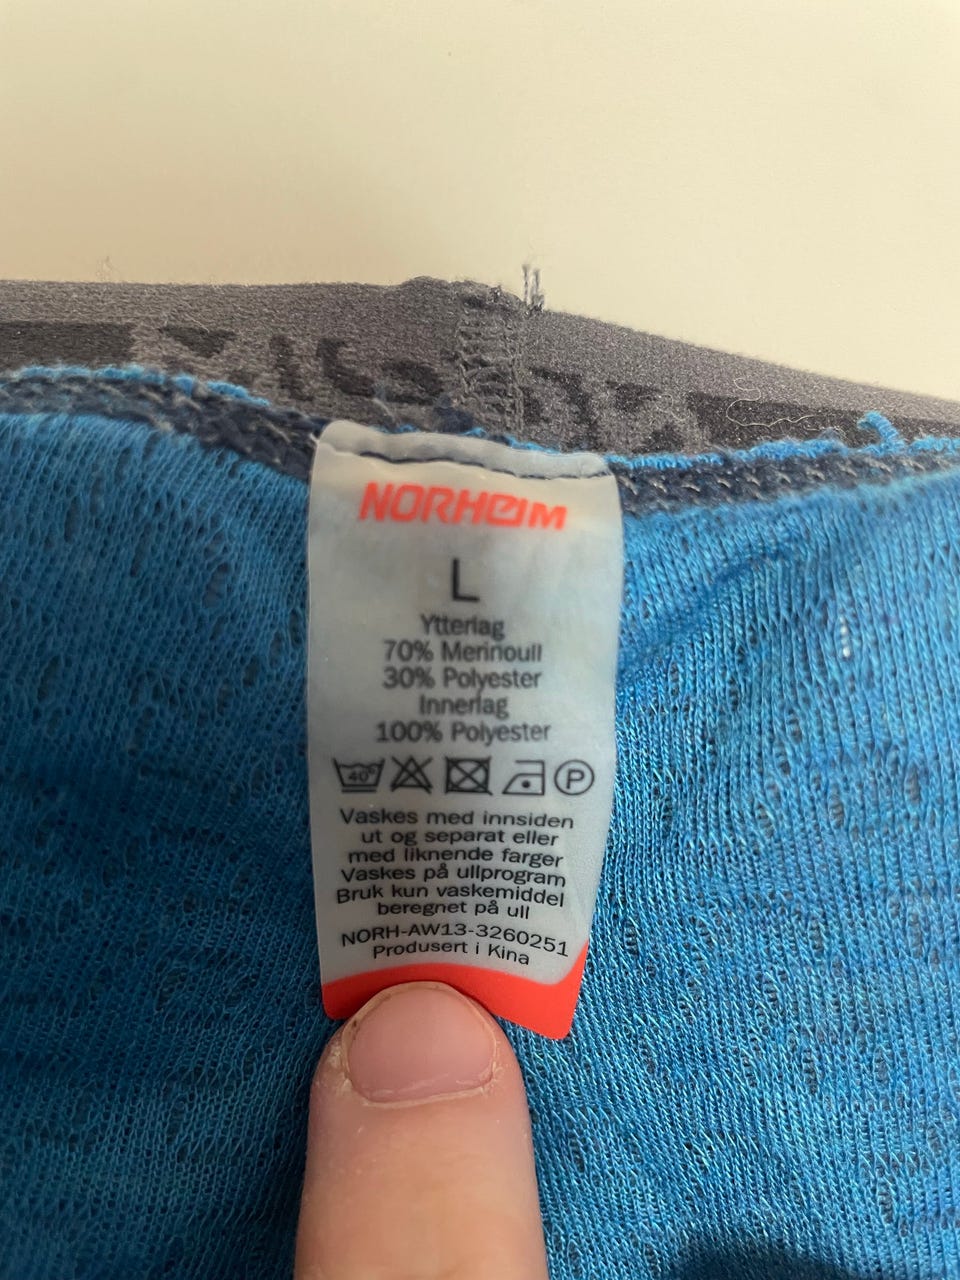 NORHEIM
L
Ytterlag
70% Merinoull
30% Polyester
Innerlag
100% Polyester
40°
P
Vaskes med innsiden
ut og separat eller
med liknende farger
Vaskes på ullprogram
Bruk kun vaskemiddel
beregnet på ull
NORH-AW13-3260251
Produsert i Kina